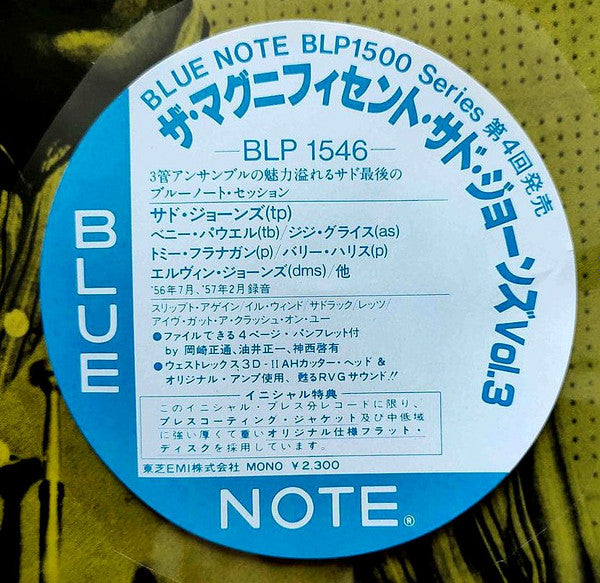 BLUE NOTE BLP1500 Series 第4回発売
ザ・マグニフィセント・サド・ジョーンズ Vol.3
BLP 1546
3管アンサンブルの魅力溢れるサド最後の
ブルーノート・セッション
サド・ジョーンズ(tp)
ベニー・パウエル(tb)/ジジ・グライス(as)
トミー・フラナガン(p)/バリー・ハリス(p)
エルヴィン・ジョーンズ(dms)/他
'56年7月、'57年2月録音
スリップト・アゲイン/イル・ウィンド/サドラック/レッツ/
アイヴ・ガット・ア・クラッシュ・オン・ユー
●ファイルできる4ページ・パンフレット付
by 岡崎正通、油井正一、神西啓有
●ウェストレックス3D-II AHカッター・ヘッド &
オリジナル・アンプ使用、甦るRVGサウンド!!
イニシャル特典
このイニシャル・プレス分レコードに限り、
プレスコーティング・ジャケット及び中低域
に強い厚くて重いオリジナル仕様フラット・
ディスクを採用しています。
東芝EMI株式会社 MONO ¥2,300
BLUE
NOTE®